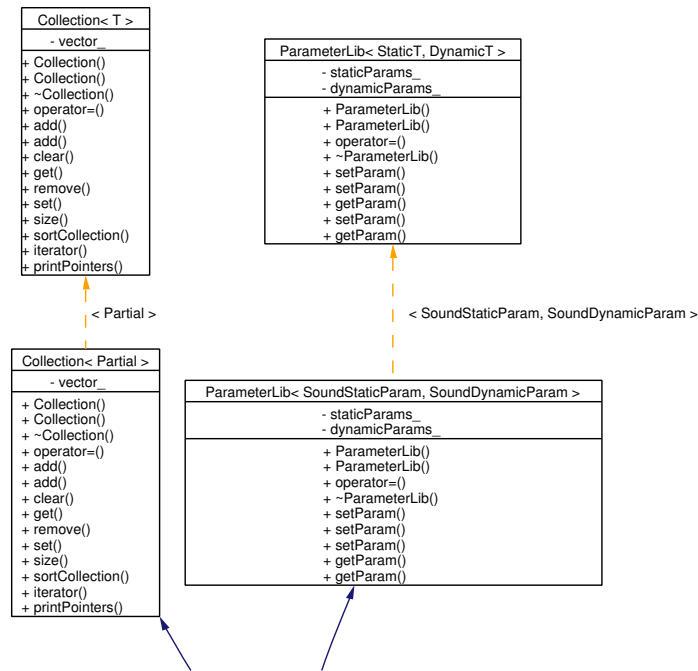 Collection< T >
- vector_
+ Collection()
+ Collection()
+ ~Collection()
+ operator=()
+ add()
+ add()
+ clear()
+ get()
+ remove()
+ set()
+ size()
+ sortCollection()
+ iterator()
+ printPointers()
ParameterLib< StaticT, DynamicT >
- staticParams_
- dynamicParams_
+ ParameterLib()
+ ParameterLib()
+ operator=()
+ ~ParameterLib()
+ setParam()
+ setParam()
+ getParam()
+ setParam()
+ getParam()
< Partial >
< SoundStaticParam, SoundDynamicParam >
Collection< Partial >
- vector_
+ Collection()
+ Collection()
+ ~Collection()
+ operator=()
+ add()
+ add()
+ clear()
+ get()
+ remove()
+ set()
+ size()
+ sortCollection()
+ iterator()
+ printPointers()
ParameterLib< SoundStaticParam, SoundDynamicParam >
- staticParams_
- dynamicParams_
+ ParameterLib()
+ ParameterLib()
+ operator=()
+ ~ParameterLib()
+ setParam()
+ setParam()
+ setParam()
+ getParam()
+ getParam()